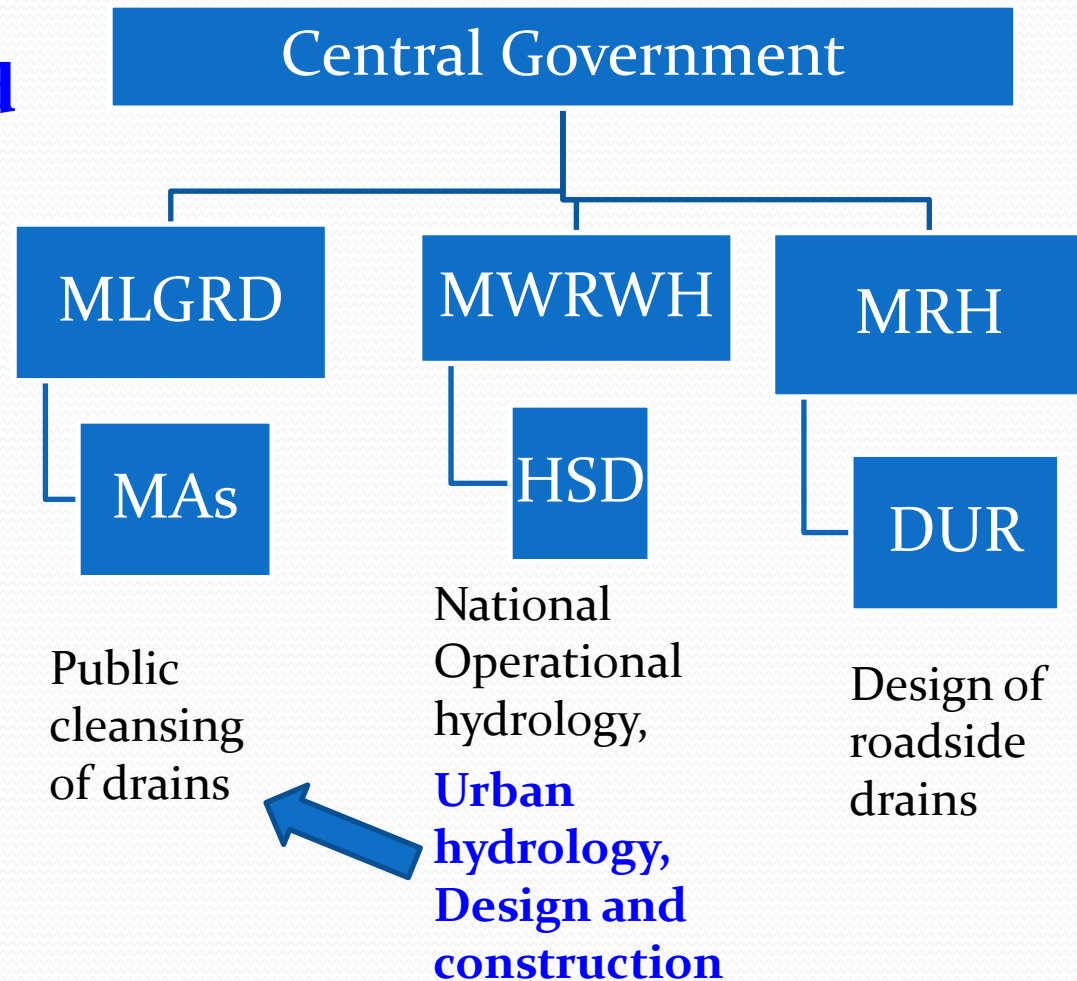 Central Government
MLGRD
MWRWH
MRH
MAs
HSD
DUR
Public
cleansing
of drains
National
Operational
hydrology,
Urban
hydrology,
Design and
construction
Design of
roadside
drains